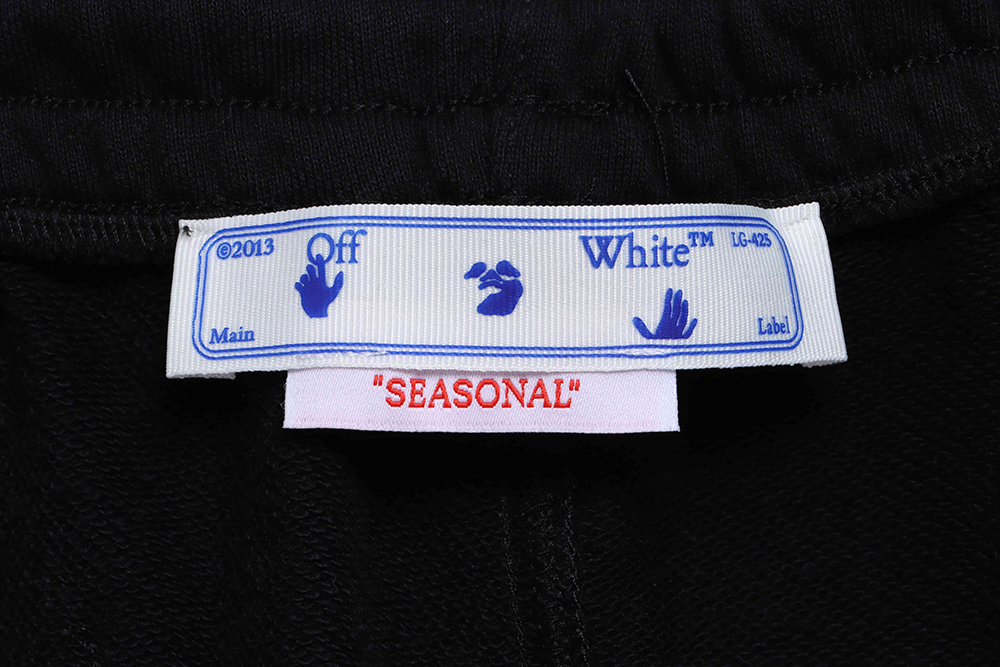 ©2013 Off White™ LG-425
Main Label
"SEASONAL"